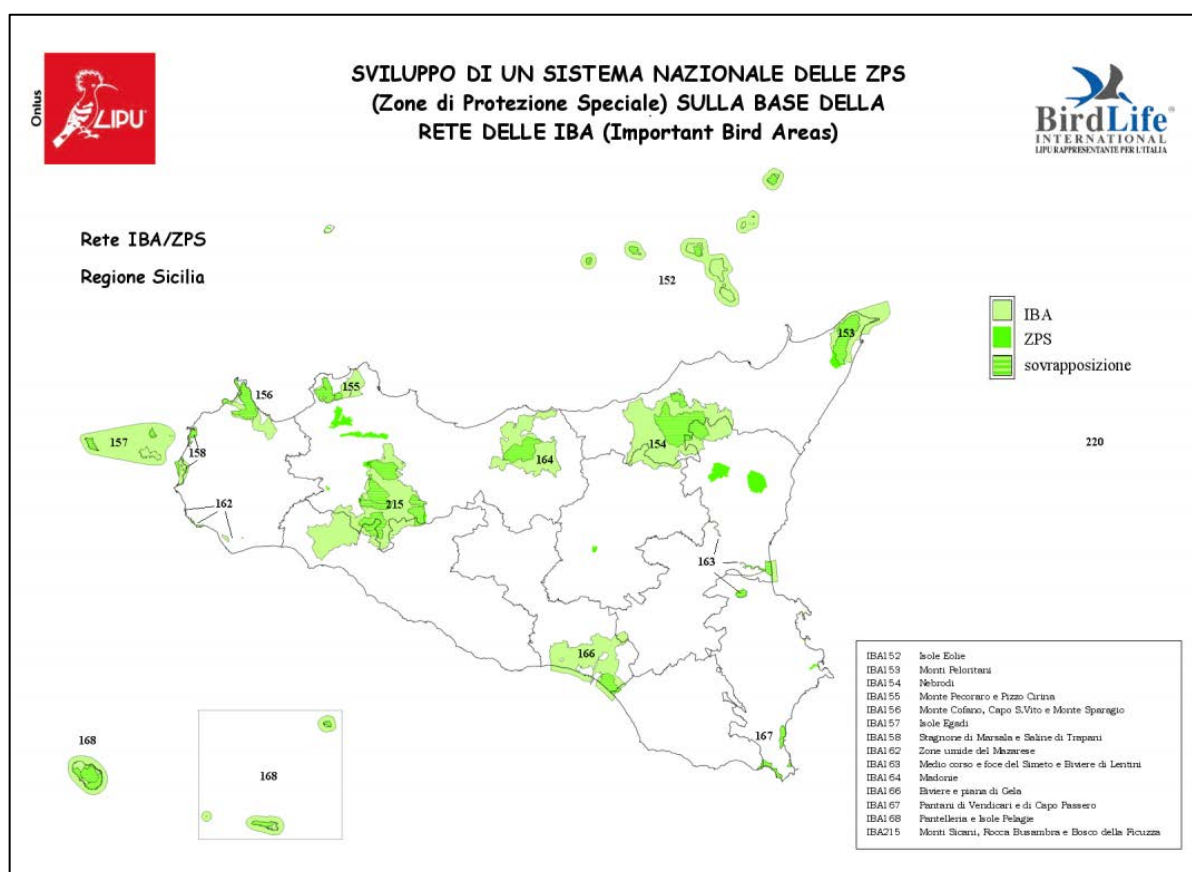 Onlus
LIPU
SVILUPPO DI UN SISTEMA NAZIONALE DELLE ZPS
(Zone di Protezione Speciale) SULLA BASE DELLA
RETE DELLE IBA (Important Bird Areas)
BirdLife
INTERNATIONAL
LIPU RAPPRESENTANTE PER L'ITALIA
Rete IBA/ZPS
Regione Sicilia
152
IBA
ZPS
sovrapposizione
153
155
156
157
158
154
164
220
215
162
163
166
167
168
168
IBA152 Isole Eolie
IBA153 Monti Peloritani
IBA154 Nebrodi
IBA155 Monte Pecoraro e Pizzo Cirina
IBA156 Monte Cofano, Capo S.Vito e Monte Sparagio
IBA157 Isole Egadi
IBA158 Stagnone di Marsala e Saline di Trapani
IBA162 Zone umide del Mazarese
IBA163 Medio corso e foce del Simeto e Biviere di Lentini
IBA164 Madonie
IBA166 Biviere e piana di Gela
IBA167 Pantani di Vendicari e di Capo Passero
IBA168 Pantelleria e Isole Pelagie
IBA215 Monti Sicani, Rocca Busambra e Bosco della Ficuzza